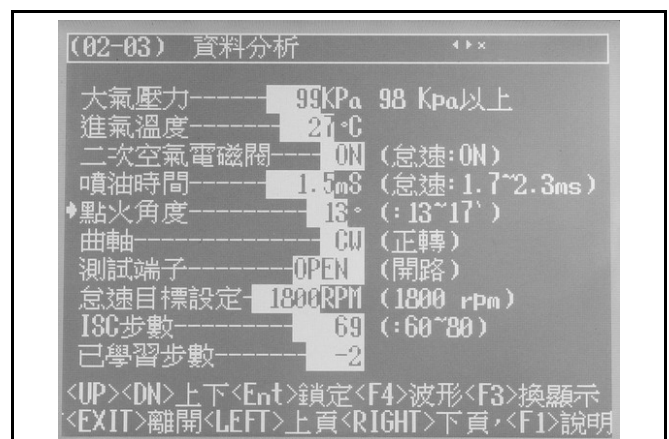 (02-03) 資料分析
大氣壓力------ 99KPa 98 Kpa以上
進氣溫度------ 27°C
二次空氣電磁閥---- ON (怠速:ON)
噴油時間------ 1.5mS (怠速:1.7~2.3ms)
點火角度------- 13° (:13~17`)
曲軸---------- CW (正轉)
測試端子------OPEN (開路)
怠速目標設定- 1800RPM (1800 rpm)
ISC步數------- 69 (:60~80)
已學習步數----- -2
<UP><DN>上下<Ent>鎖定<F4>波形<F3>換顯示
<EXIT>離開<LEFT>上頁<RIGHT>下頁,<F1>說明